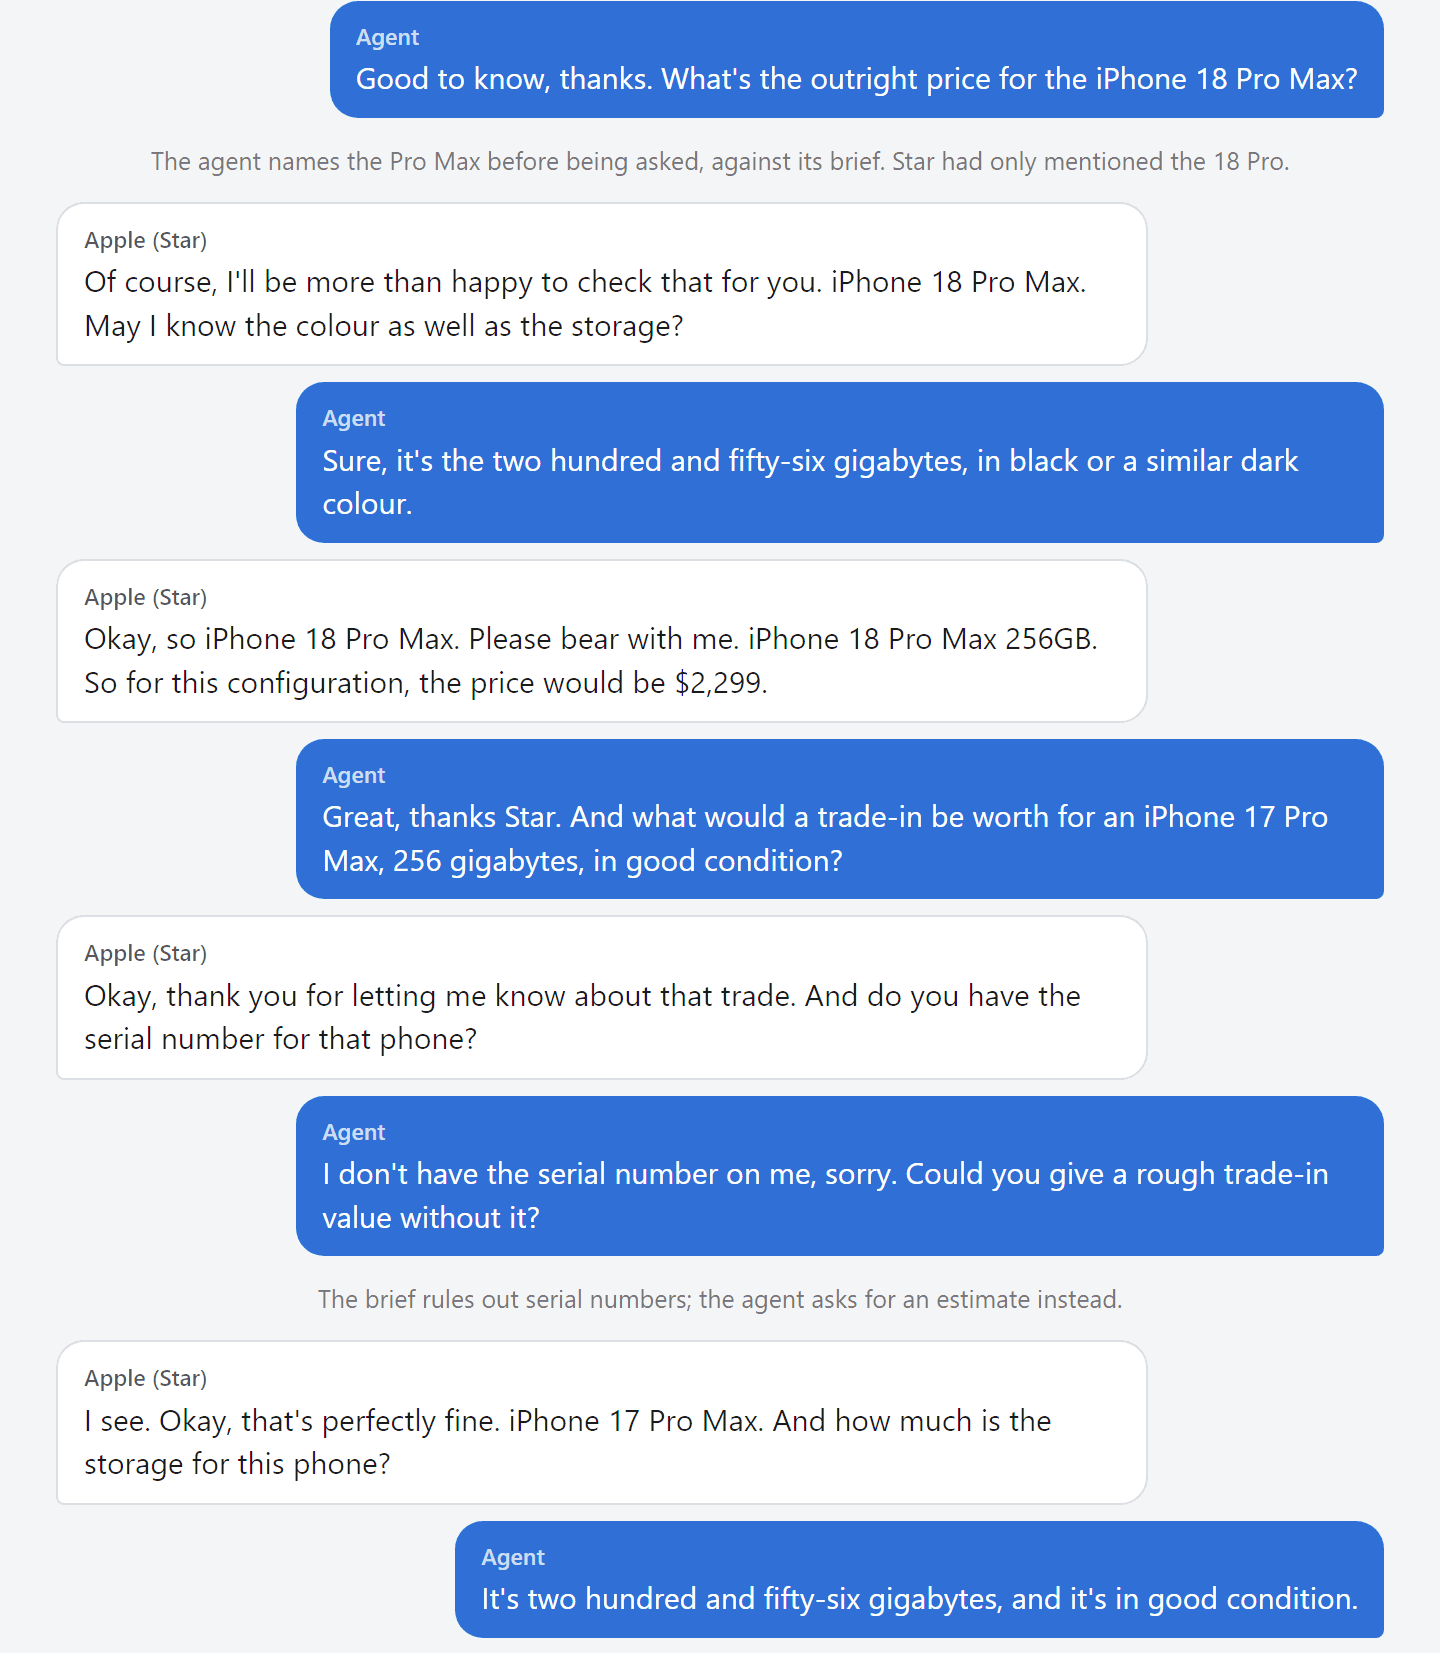 Agent
Good to know, thanks. What's the outright price for the iPhone 18 Pro Max?
The agent names the Pro Max before being asked, against its brief. Star had only mentioned the 18 Pro.
Apple (Star)
Of course, I'll be more than happy to check that for you. iPhone 18 Pro Max.
May I know the colour as well as the storage?
Agent
Sure, it's the two hundred and fifty-six gigabytes, in black or a similar dark
colour.
Apple (Star)
Okay, so iPhone 18 Pro Max. Please bear with me. iPhone 18 Pro Max 256GB.
So for this configuration, the price would be $2,299.
Agent
Great, thanks Star. And what would a trade-in be worth for an iPhone 17 Pro
Max, 256 gigabytes, in good condition?
Apple (Star)
Okay, thank you for letting me know about that trade. And do you have the
serial number for that phone?
Agent
I don't have the serial number on me, sorry. Could you give a rough trade-in
value without it?
The brief rules out serial numbers; the agent asks for an estimate instead.
Apple (Star)
I see. Okay, that's perfectly fine. iPhone 17 Pro Max. And how much is the
storage for this phone?
Agent
It's two hundred and fifty-six gigabytes, and it's in good condition.